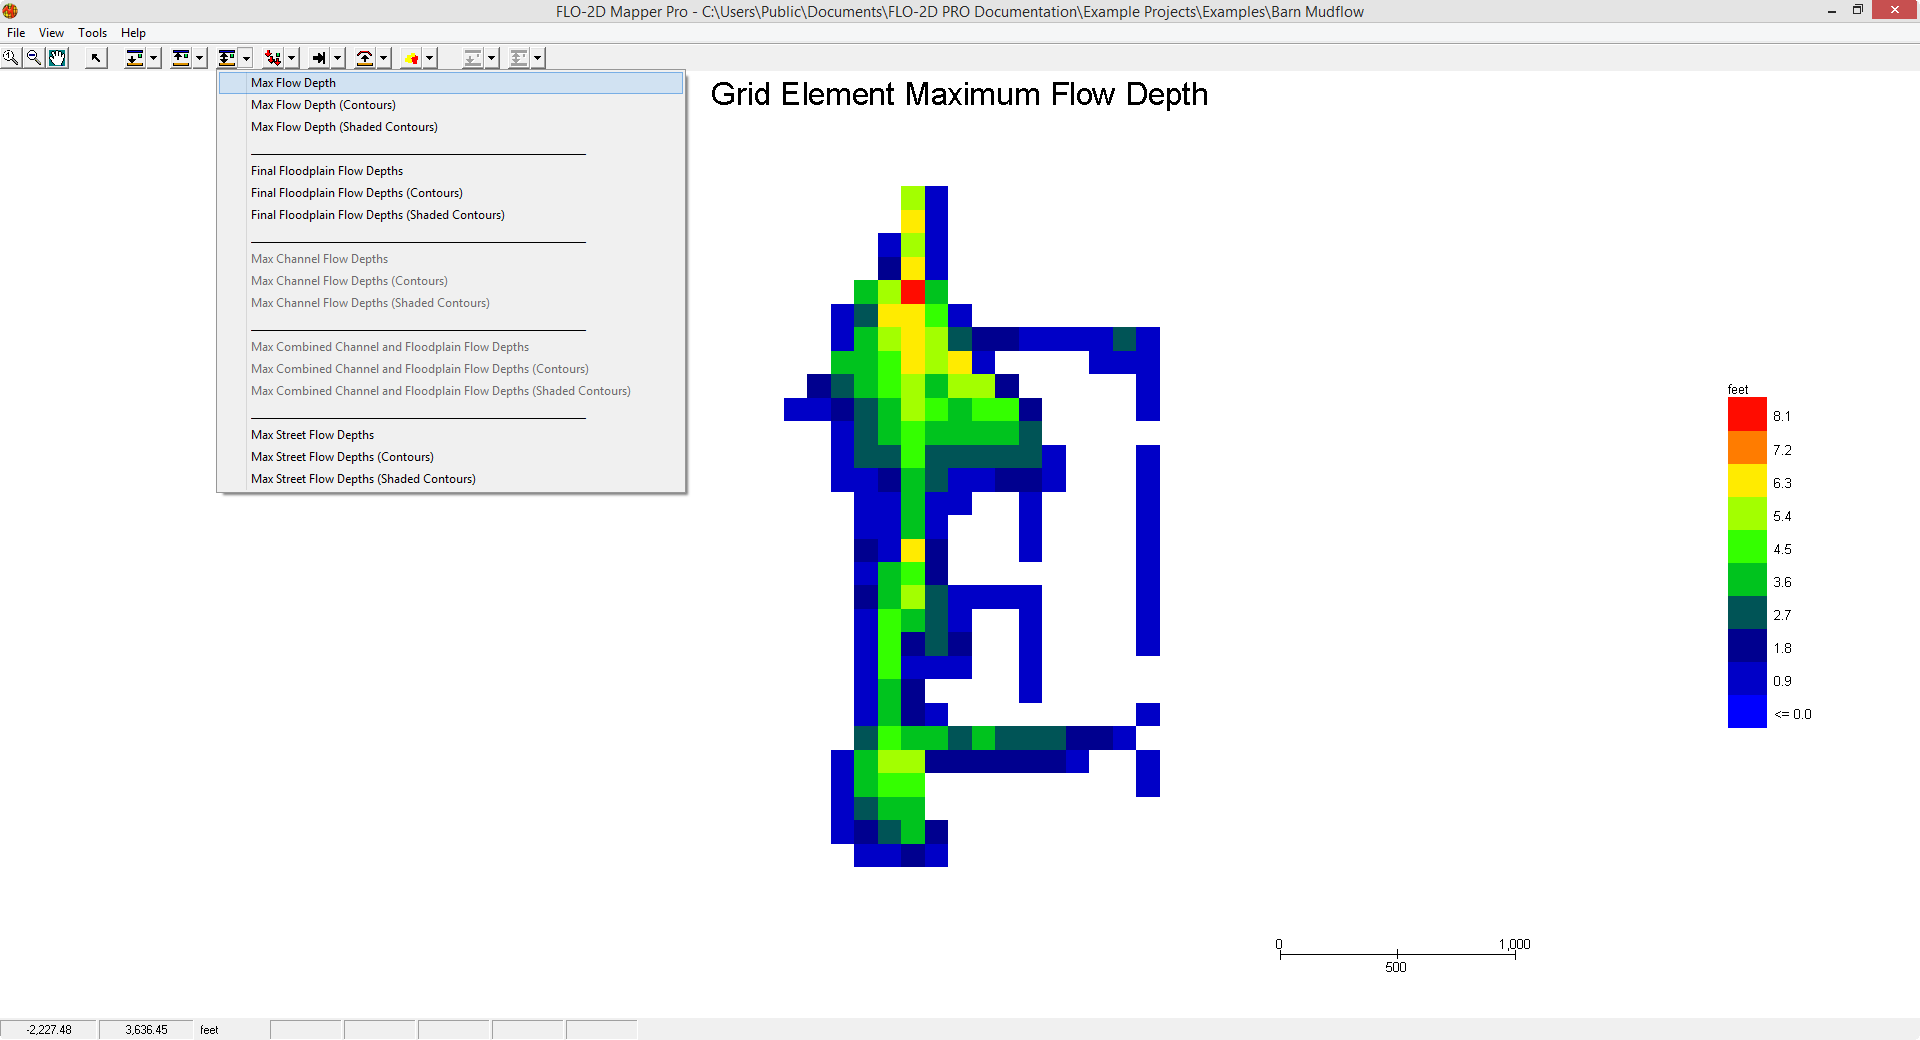 FLO-2D Mapper Pro - C:\Users\Public\Documents\FLO-2D PRO Documentation\Example Projects\Examples\Barn Mudflow
File View Tools Help
Max Flow Depth
Max Flow Depth (Contours)
Max Flow Depth (Shaded Contours)
Final Floodplain Flow Depths
Final Floodplain Flow Depths (Contours)
Final Floodplain Flow Depths (Shaded Contours)
Max Channel Flow Depths
Max Channel Flow Depths (Contours)
Max Channel Flow Depths (Shaded Contours)
Max Combined Channel and Floodplain Flow Depths
Max Combined Channel and Floodplain Flow Depths (Contours)
Max Combined Channel and Floodplain Flow Depths (Shaded Contours)
Max Street Flow Depths
Max Street Flow Depths (Contours)
Max Street Flow Depths (Shaded Contours)
Grid Element Maximum Flow Depth
feet
8.1
7.2
6.3
5.4
4.5
3.6
2.7
1.8
0.9
<= 0.0
0 1,000
500
-2,227.48 3,636.45 feet